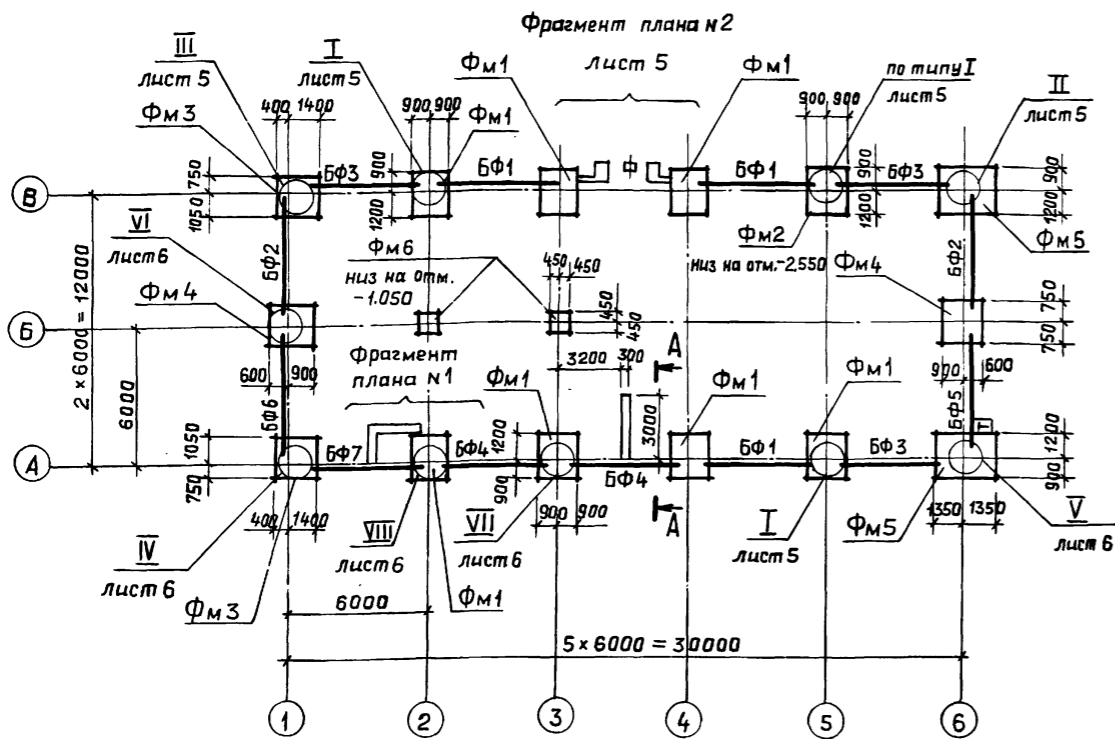 Фрагмент плана №2
лист 5
III
лист 5
I
лист 5
Фм1
Фм1
по типу I
лист 5
II
лист 5
400
1400
900
900
Фм1
900
900
Фм3
БФ3
900
БФ1
БФ1
900
БФ3
900
750
В
1050
1200
1200
1200
VI
лист 6
БФ2
Фм6
низ на отм.
-1.050
450
450
Фм2
низ на отм. -2,550
БФ2
Фм5
Фм4
Фм4
2 × 6000 = 12000
Б
450
450
750
750
6000
600
900
Фрагмент
плана №1
3200
300
А
900
600
Фм1
Фм1
Фм1
БФ6
3000
БФ5
Т
1050
БФ7
БФ4
1200
БФ1
БФ3
1200
А
750
900
БФ4
900
400
1400
900
900
А
1350
1350
IV
лист 6
VIII
лист 6
VII
лист 6
I
лист 5
Фм5
V
лист 6
Фм3
6000
Фм1
5 × 6000 = 30000
1
2
3
4
5
6